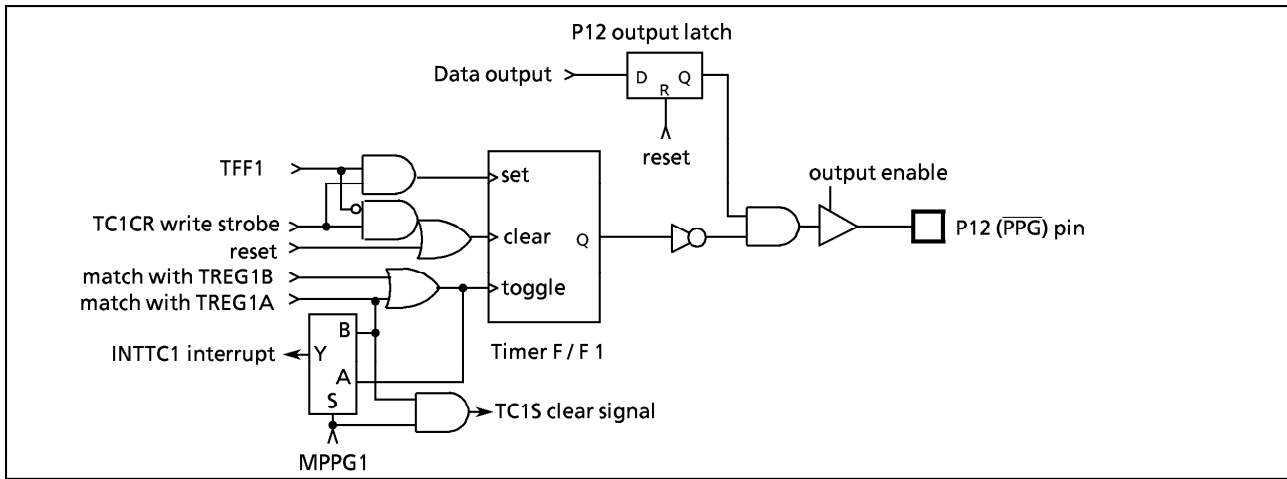 P12 output latch
Data output
D Q
R
reset
TFF1
set
output enable
TC1CR write strobe
clear
Q
P12 (PPG) pin
reset
match with TREG1B
toggle
match with TREG1A
B
INTTC1 interrupt
Y
Timer F / F 1
A
S
TC1S clear signal
MPPG1